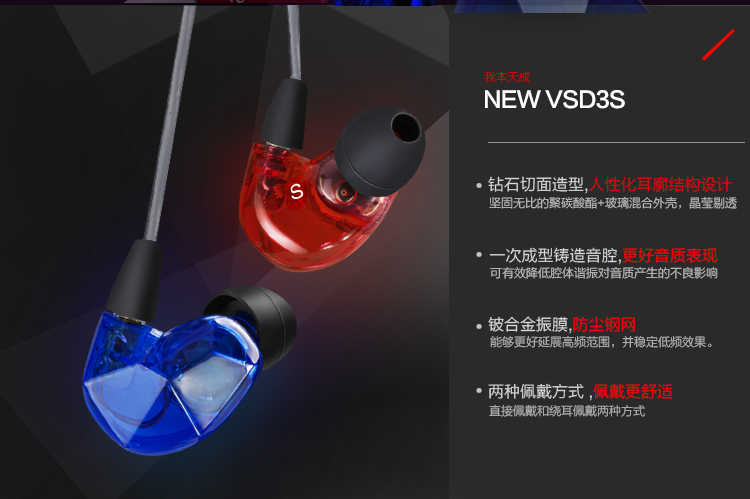 S
我本天成
NEW VSD3S
钻石切面造型,人性化耳廓结构设计
坚固无比的聚碳酸酯+玻璃混合外壳，晶莹剔透
一次成型铸造音腔,更好音质表现
可有效降低腔体谐振对音质产生的不良影响
铍合金振膜,防尘钢网
能够更好延展高频范围，并稳定低频效果。
两种佩戴方式 ,佩戴更舒适
直接佩戴和绕耳佩戴两种方式